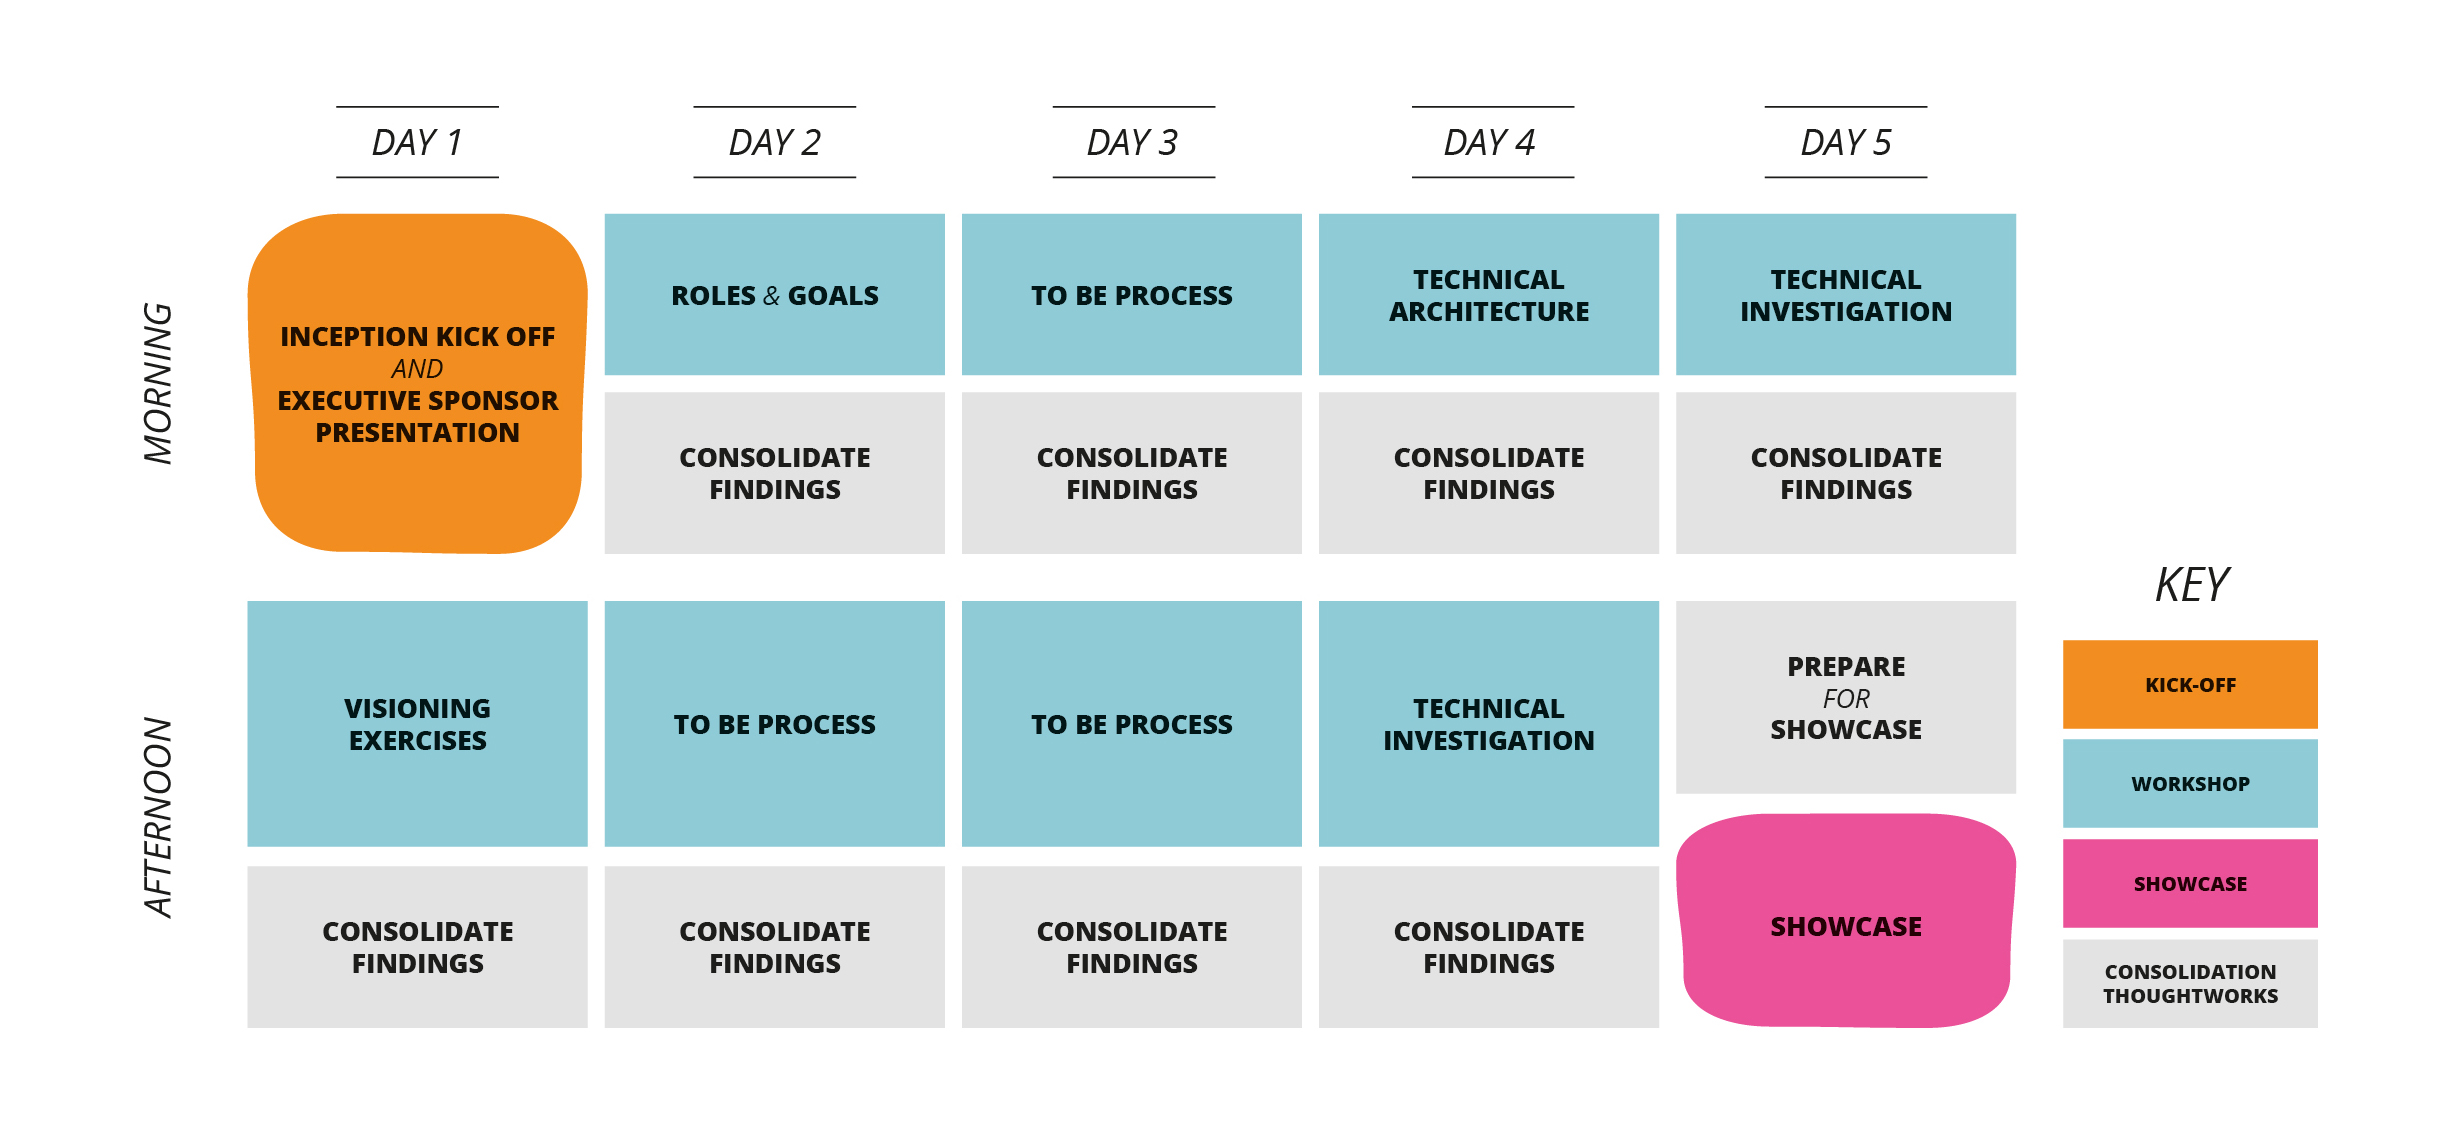 DAY 1
DAY 2
DAY 3
DAY 4
DAY 5
MORNING
INCEPTION KICK OFF
AND
EXECUTIVE SPONSOR
PRESENTATION
ROLES & GOALS
TO BE PROCESS
TECHNICAL
ARCHITECTURE
TECHNICAL
INVESTIGATION
CONSOLIDATE
FINDINGS
CONSOLIDATE
FINDINGS
CONSOLIDATE
FINDINGS
CONSOLIDATE
FINDINGS
AFTERNOON
VISIONING
EXERCISES
TO BE PROCESS
TO BE PROCESS
TECHNICAL
INVESTIGATION
PREPARE
FOR
SHOWCASE
CONSOLIDATE
FINDINGS
CONSOLIDATE
FINDINGS
CONSOLIDATE
FINDINGS
CONSOLIDATE
FINDINGS
SHOWCASE
KEY
KICK-OFF
WORKSHOP
SHOWCASE
CONSOLIDATION
THOUGHTWORKS